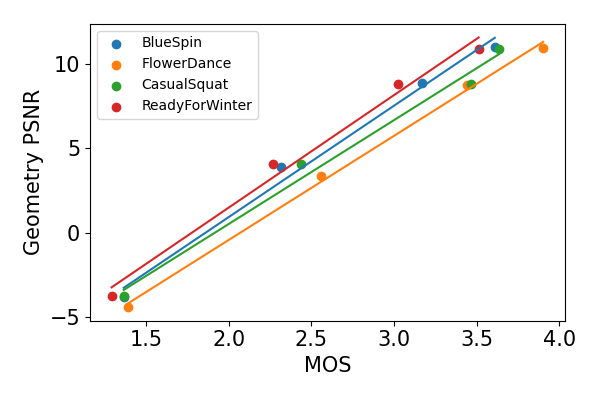 BlueSpin
FlowerDance
CasualSquat
ReadyForWinter
Geometry PSNR
10
5
0
−5
1.5 2.0 2.5 3.0 3.5 4.0
MOS